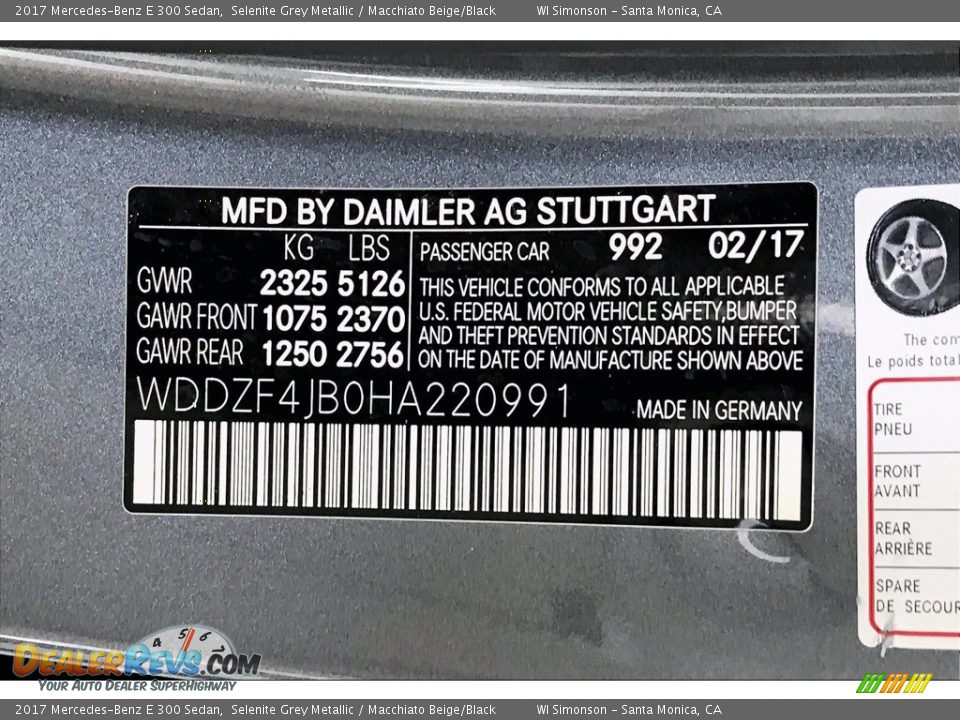 2017 Mercedes-Benz E 300 Sedan, Selenite Grey Metallic / Macchiato Beige/Black WI Simonson - Santa Monica, CA
MFD BY DAIMLER AG STUTTGART
KG LBS
GVWR 2325 5126
GAWR FRONT 1075 2370
GAWR REAR 1250 2756
PASSENGER CAR 992 02/17
THIS VEHICLE CONFORMS TO ALL APPLICABLE
U.S. FEDERAL MOTOR VEHICLE SAFETY, BUMPER
AND THEFT PREVENTION STANDARDS IN EFFECT
ON THE DATE OF MANUFACTURE SHOWN ABOVE
WDDZF4JB0HA220991
MADE IN GERMANY
The com
Le poids total
TIRE
PNEU
FRONT
AVANT
REAR
ARRIÈRE
SPARE
DE SECOUR
4 5 6 7
DEALERREVS.COM
YOUR AUTO DEALER SUPERHIGHWAY
2017 Mercedes-Benz E 300 Sedan, Selenite Grey Metallic / Macchiato Beige/Black WI Simonson - Santa Monica, CA